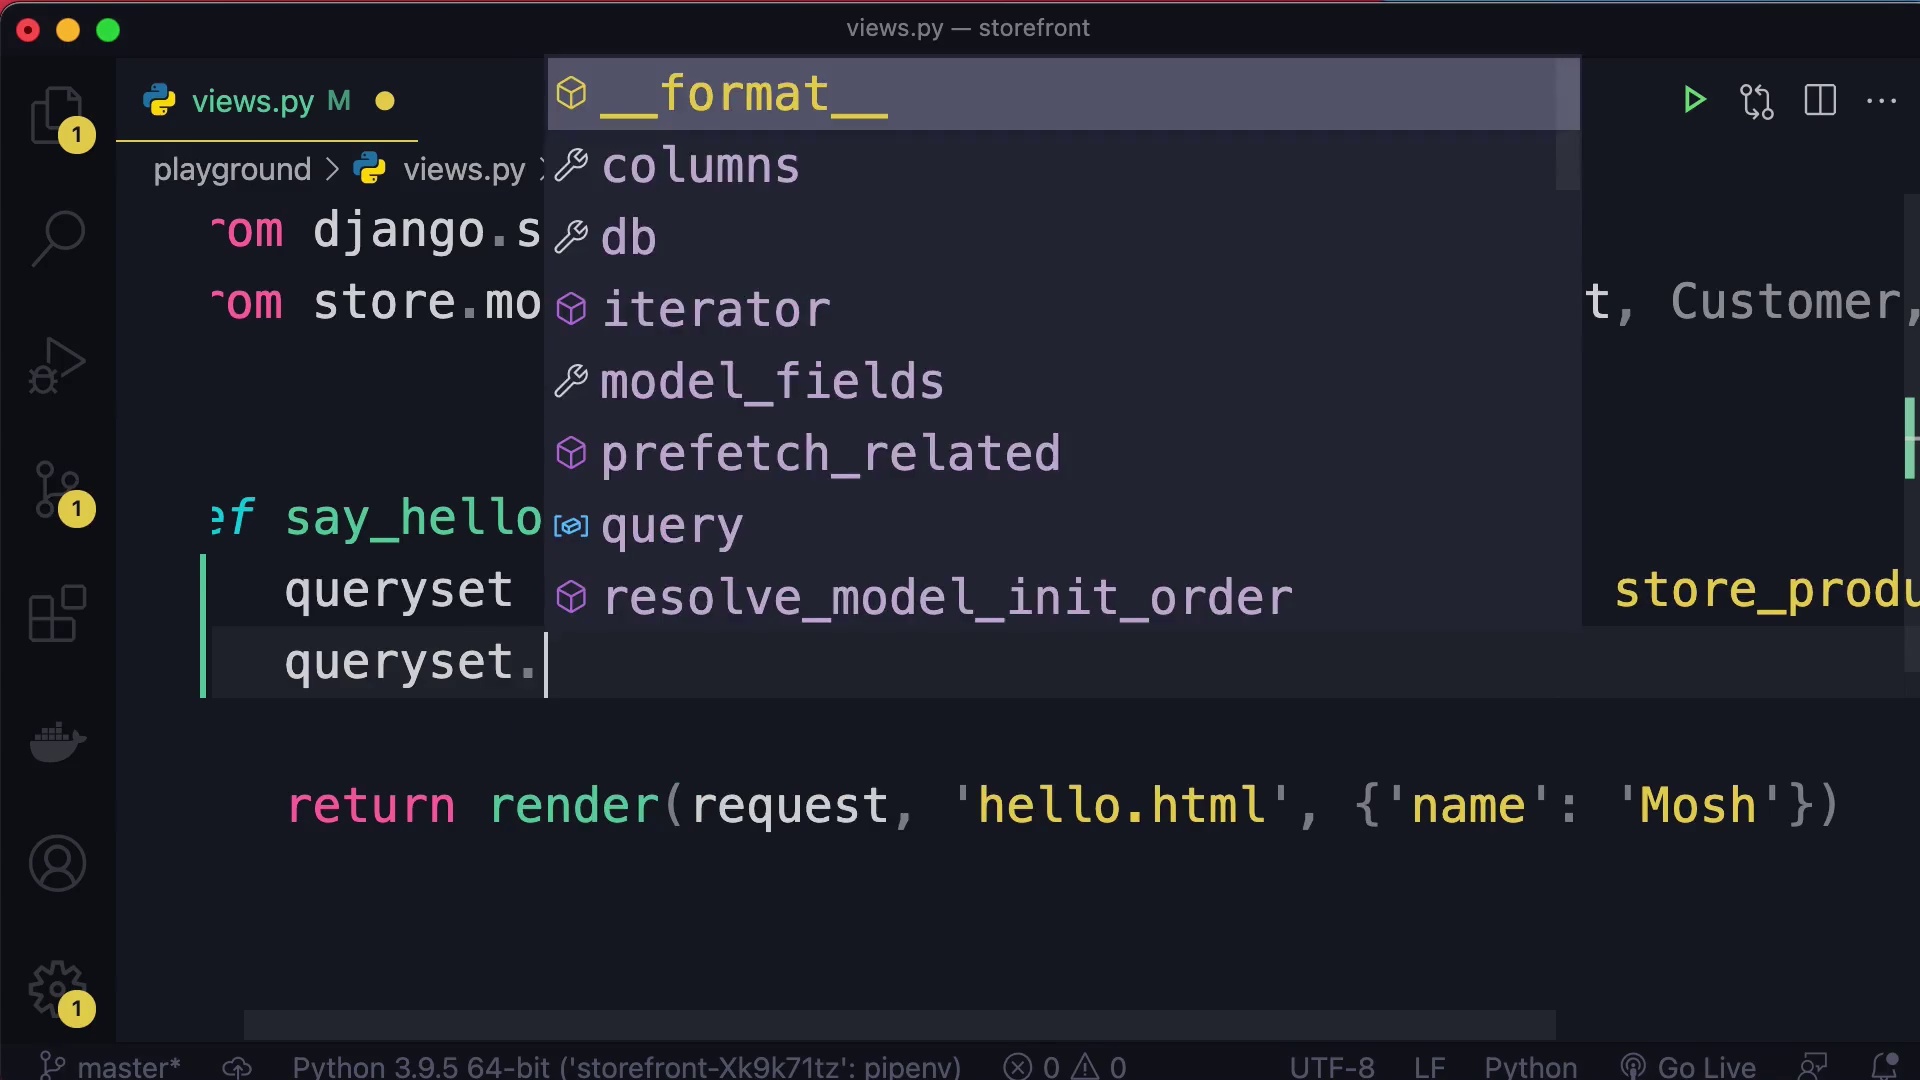 views.py — storefront
1
views.py M
playground > views.py
__format__
columns
db
iterator
model_fields
prefetch_related
query
resolve_model_init_order
rom django.s
rom store.mo
t, Customer,
1
ef say_hello
queryset
store_produ
queryset.
return render(request, 'hello.html', {'name': 'Mosh'})
1
master* Python 3.9.5 64-bit ('storefront-Xk9k71tz': pipenv) 0 0 UTF-8 LF Python Go Live